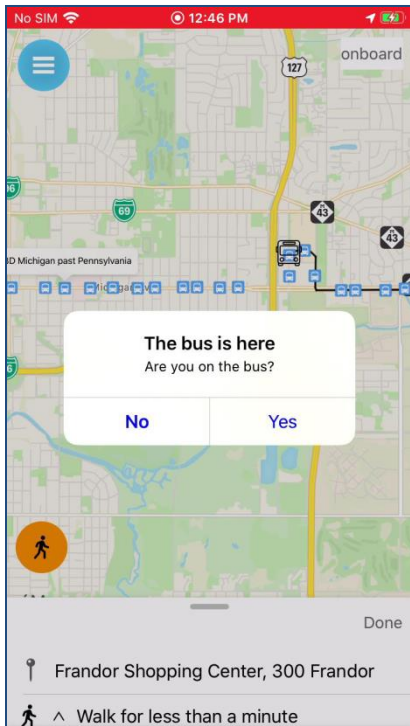 No SIM 12:46 PM
127
onboard
69
43
43
D Michigan past Pennsylvania
The bus is here
Are you on the bus?
No Yes
Done
Frandor Shopping Center, 300 Frandor
Walk for less than a minute